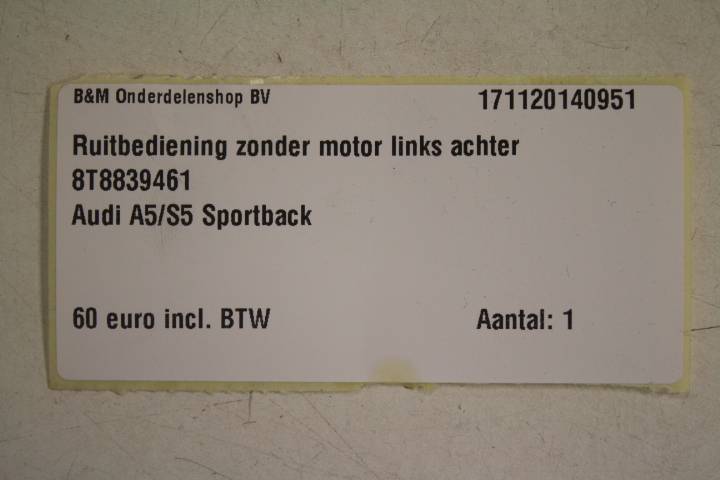 B&M Onderdelenshop BV 171120140951
Ruitbediening zonder motor links achter
8T8839461
Audi A5/S5 Sportback
60 euro incl. BTW Aantal: 1